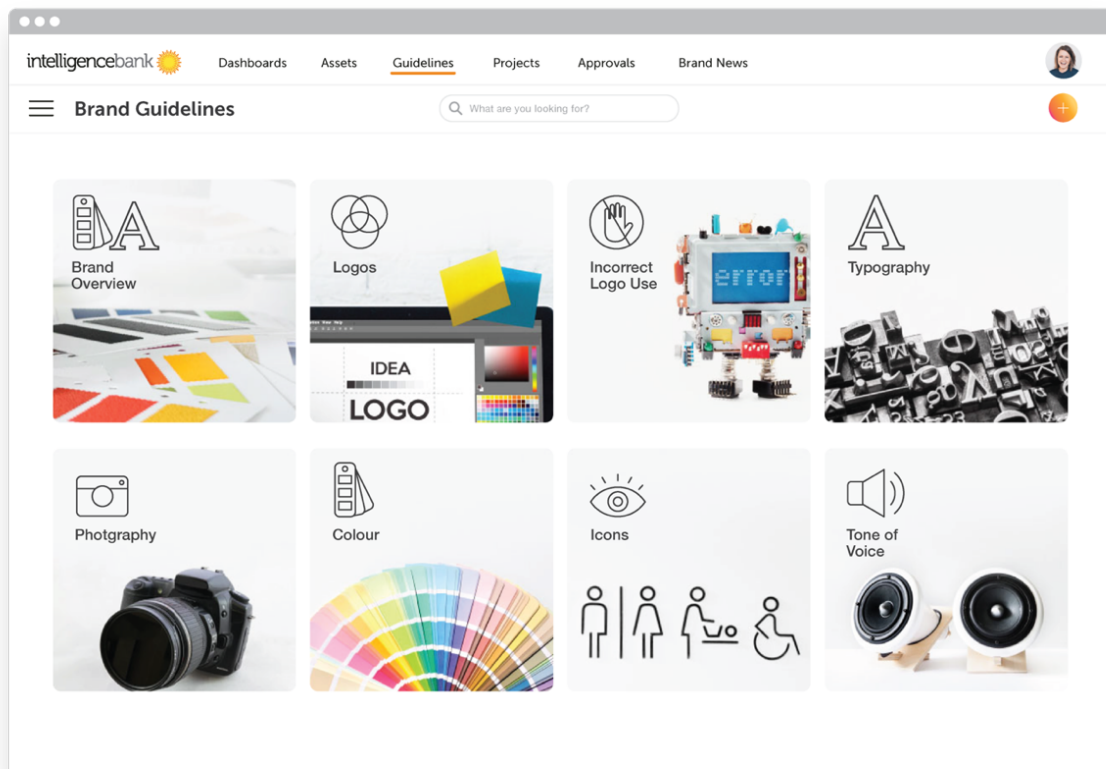 intelligencebank
Dashboards
Assets
Guidelines
Projects
Approvals
Brand News
Brand Guidelines
What are you looking for?
Brand
Overview
Logos
IDEA
LOGO
Incorrect
Logo Use
error
Typography
Photgraphy
Colour
Icons
Tone of
Voice